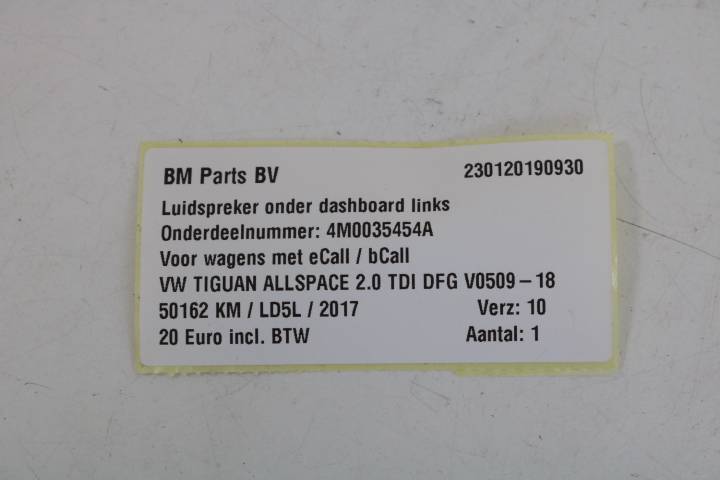 BM Parts BV 230120190930
Luidspreker onder dashboard links
Onderdeelnummer: 4M0035454A
Voor wagens met eCall / bCall
VW TIGUAN ALLSPACE 2.0 TDI DFG V0509-18
50162 KM / LD5L / 2017 Verz: 10
20 Euro incl. BTW Aantal: 1